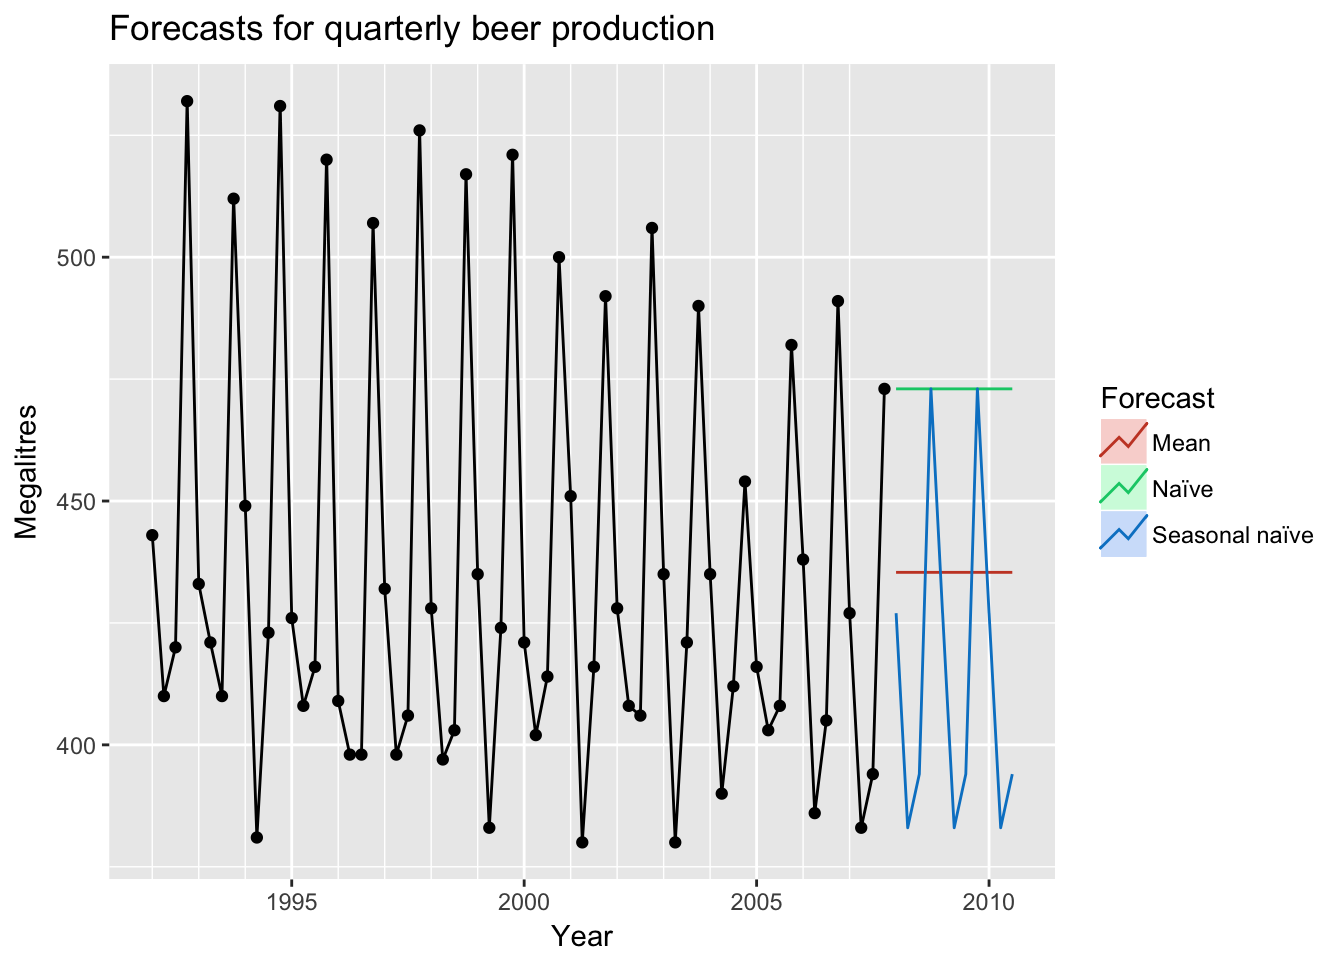 Forecasts for quarterly beer production
500
450
400
Megalitres
1995
2000
2005
2010
Year
Forecast
Mean
Naïve
Seasonal naïve